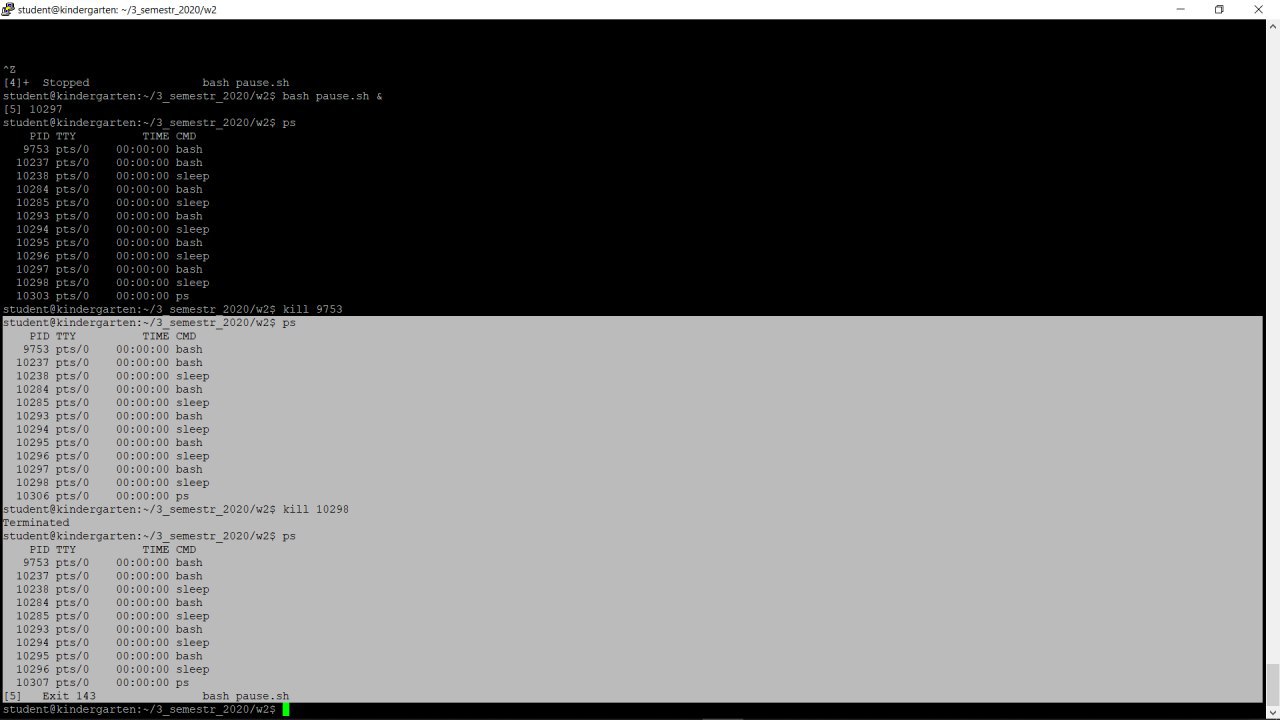 student@kindergarten: ~/3_semestr_2020/w2
^Z
[4]+  Stopped                 bash pause.sh
student@kindergarten:~/3_semestr_2020/w2$ bash pause.sh &
[5] 10297
student@kindergarten:~/3_semestr_2020/w2$ ps
    PID TTY          TIME CMD
   9753 pts/0    00:00:00 bash
  10237 pts/0    00:00:00 bash
  10238 pts/0    00:00:00 sleep
  10284 pts/0    00:00:00 bash
  10285 pts/0    00:00:00 sleep
  10293 pts/0    00:00:00 bash
  10294 pts/0    00:00:00 sleep
  10295 pts/0    00:00:00 bash
  10296 pts/0    00:00:00 sleep
  10297 pts/0    00:00:00 bash
  10298 pts/0    00:00:00 sleep
  10303 pts/0    00:00:00 ps
student@kindergarten:~/3_semestr_2020/w2$ kill 9753
student@kindergarten:~/3_semestr_2020/w2$ ps
    PID TTY          TIME CMD
   9753 pts/0    00:00:00 bash
  10237 pts/0    00:00:00 bash
  10238 pts/0    00:00:00 sleep
  10284 pts/0    00:00:00 bash
  10285 pts/0    00:00:00 sleep
  10293 pts/0    00:00:00 bash
  10294 pts/0    00:00:00 sleep
  10295 pts/0    00:00:00 bash
  10296 pts/0    00:00:00 sleep
  10297 pts/0    00:00:00 bash
  10298 pts/0    00:00:00 sleep
  10306 pts/0    00:00:00 ps
student@kindergarten:~/3_semestr_2020/w2$ kill 10298
Terminated
student@kindergarten:~/3_semestr_2020/w2$ ps
    PID TTY          TIME CMD
   9753 pts/0    00:00:00 bash
  10237 pts/0    00:00:00 bash
  10238 pts/0    00:00:00 sleep
  10284 pts/0    00:00:00 bash
  10285 pts/0    00:00:00 sleep
  10293 pts/0    00:00:00 bash
  10294 pts/0    00:00:00 sleep
  10295 pts/0    00:00:00 bash
  10296 pts/0    00:00:00 sleep
  10307 pts/0    00:00:00 ps
[5]   Exit 143                bash pause.sh
student@kindergarten:~/3_semestr_2020/w2$